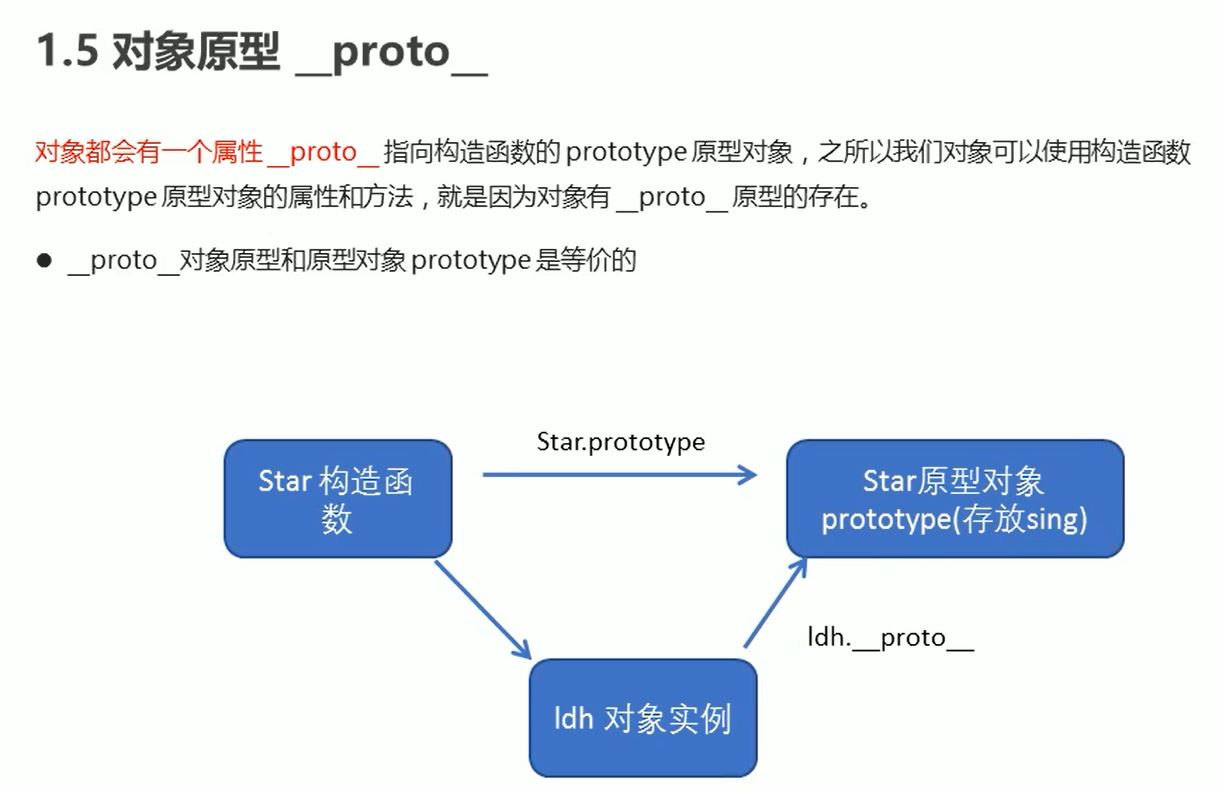 1.5 对象原型 __proto__
对象都会有一个属性 __proto__ 指向构造函数的 prototype 原型对象，之所以我们对象可以使用构造函数
prototype 原型对象的属性和方法，就是因为对象有 __proto__ 原型的存在。
● __proto__对象原型和原型对象 prototype 是等价的
Star.prototype
Star 构造函
数
Star原型对象
prototype(存放sing)
ldh.__proto__
ldh 对象实例